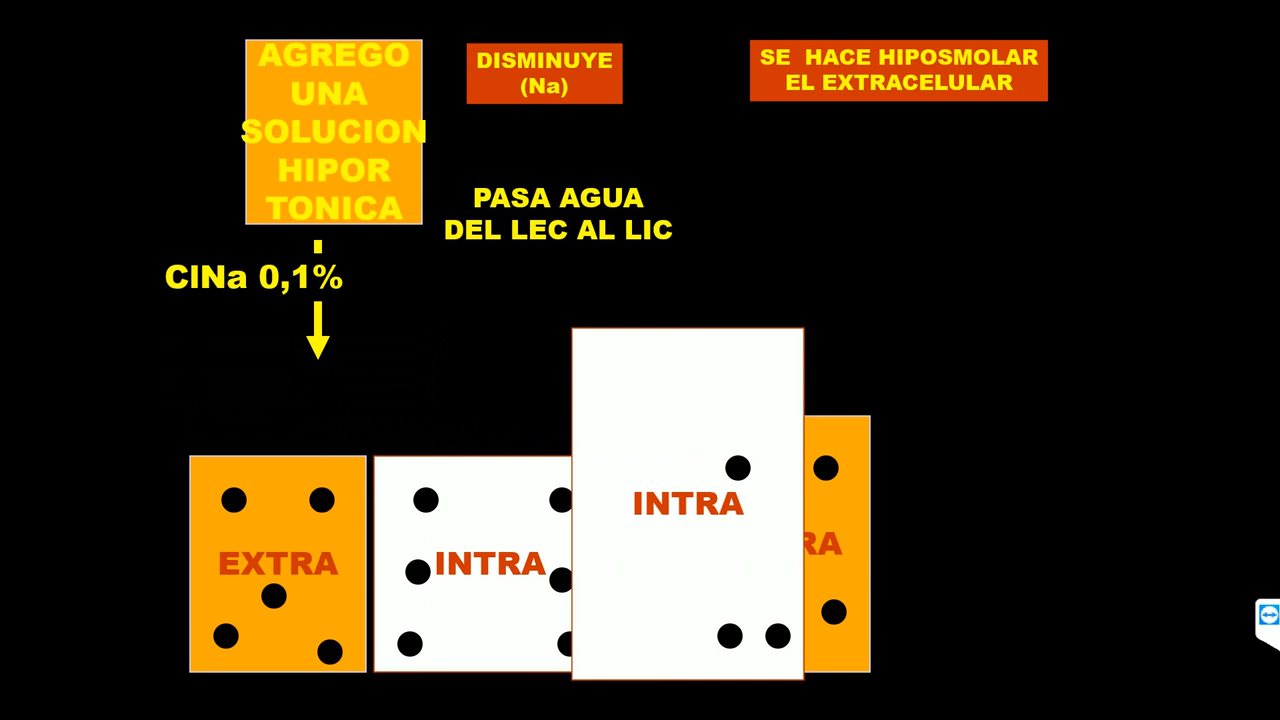 AGREGO
UNA
SOLUCION
HIPOR
TONICA
DISMINUYE
(Na)
SE HACE HIPOSMOLAR
EL EXTRACELULAR
PASA AGUA
DEL LEC AL LIC
ClNa 0,1%
EXTRA
INTRA
INTRA
RA